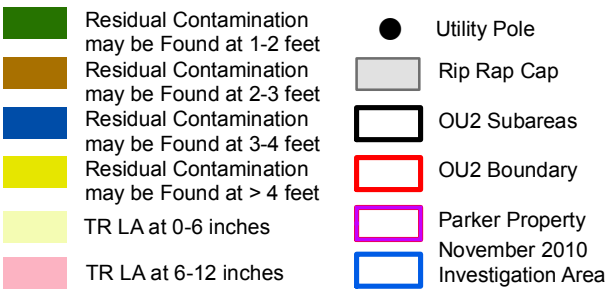 Residual Contamination
may be Found at 1-2 feet
Residual Contamination
may be Found at 2-3 feet
Residual Contamination
may be Found at 3-4 feet
Residual Contamination
may be Found at > 4 feet
TR LA at 0-6 inches
TR LA at 6-12 inches
Utility Pole
Rip Rap Cap
OU2 Subareas
OU2 Boundary
Parker Property
November 2010
Investigation Area